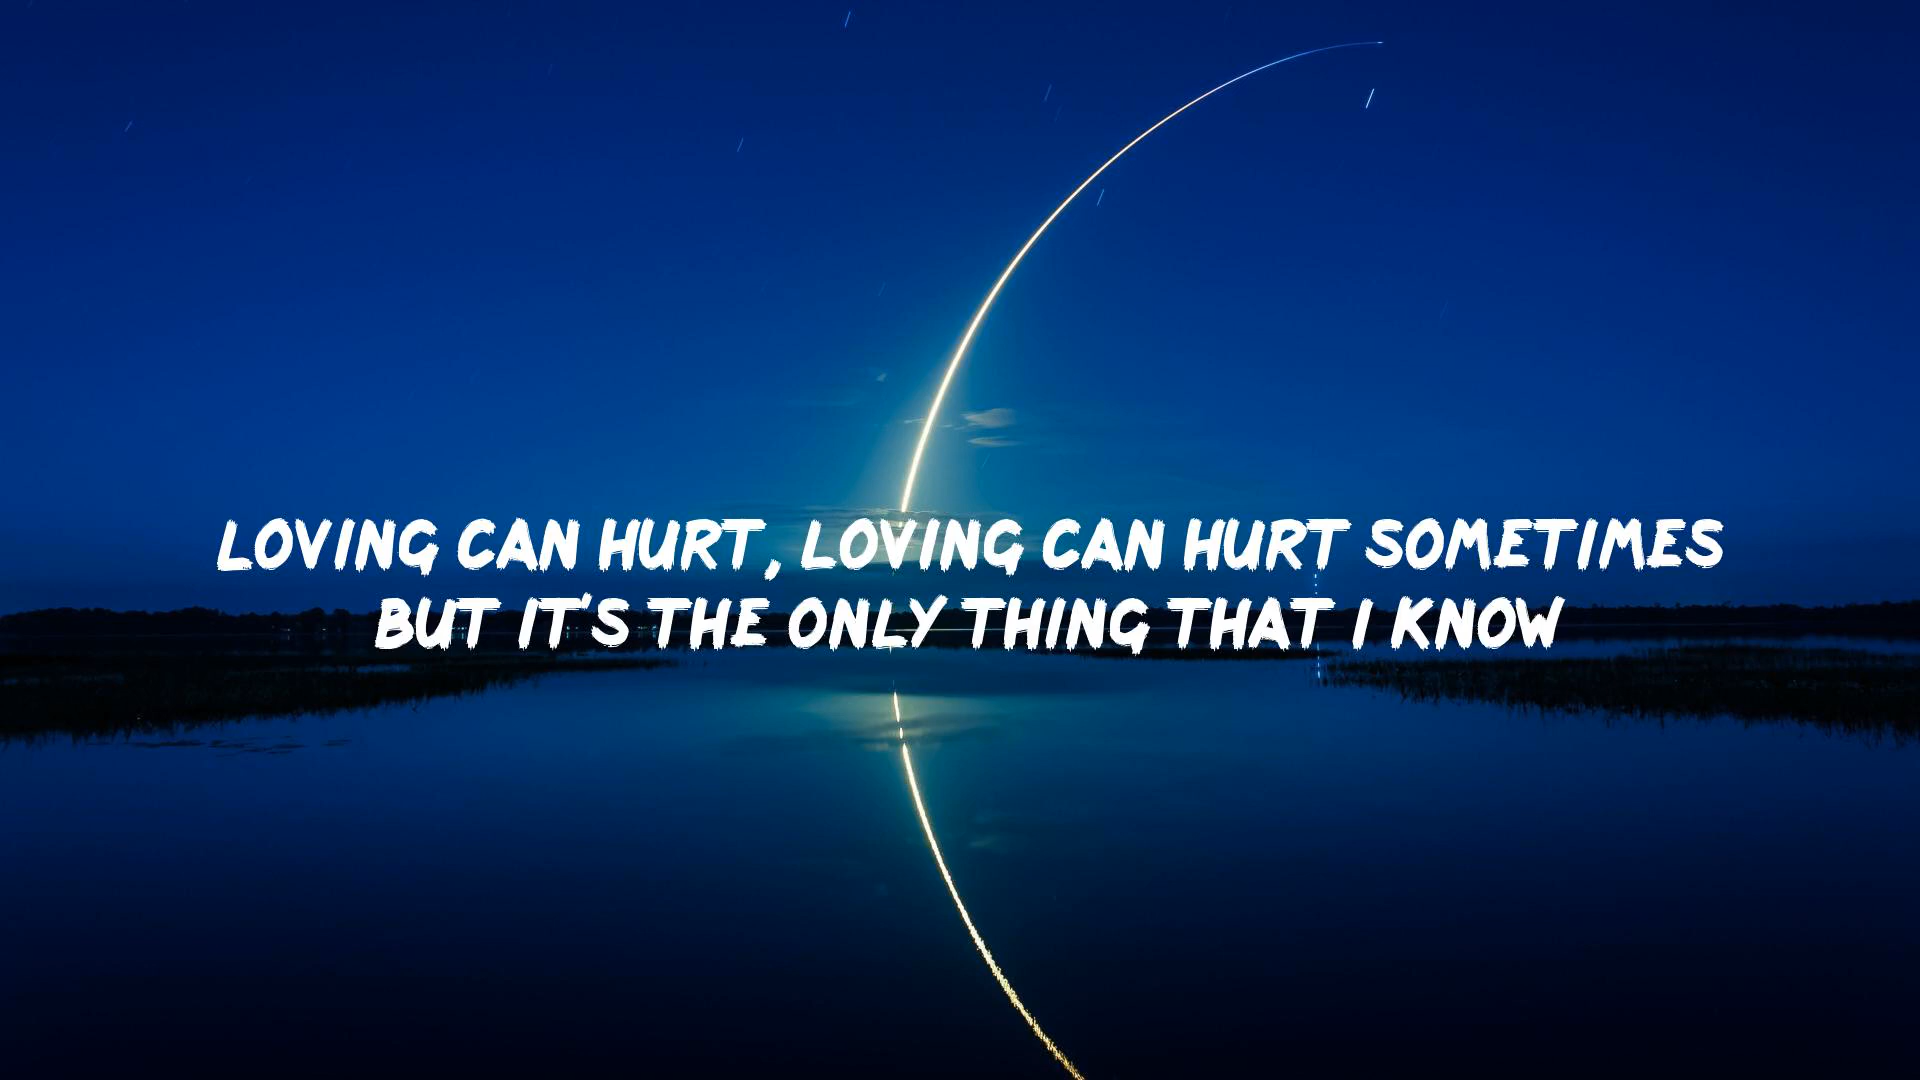 LOVING CAN HURT, LOVING CAN HURT SOMETIMES
BUT IT'S THE ONLY THING THAT I KNOW